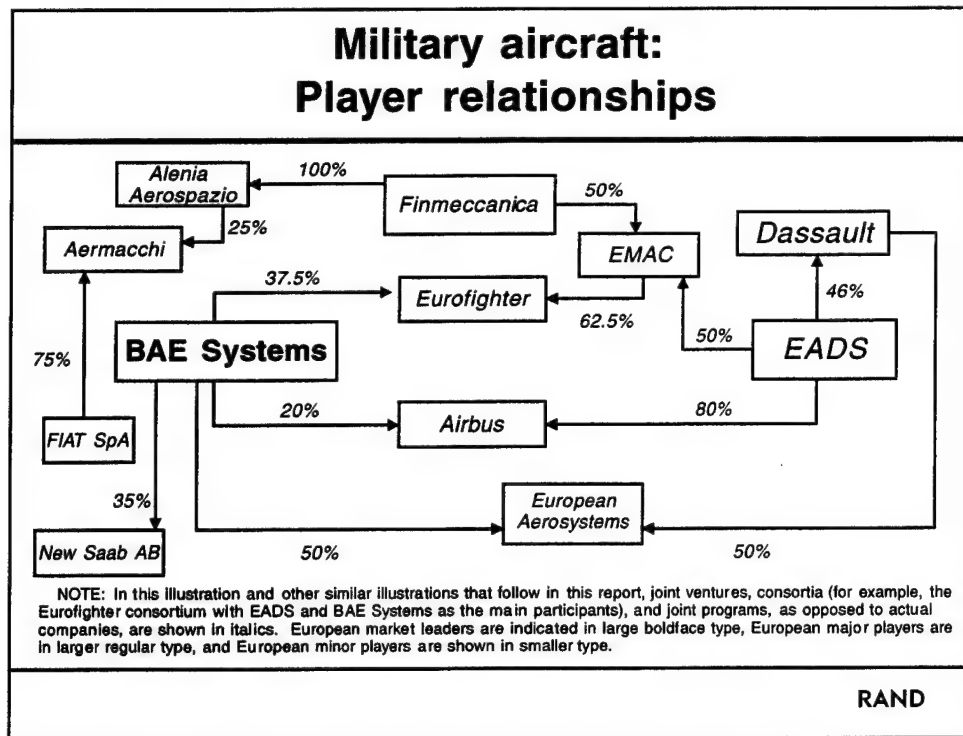 Military aircraft:
Player relationships
Alenia
Aerospazio
100%
Finmeccanica
50%
25%
Aermacchi
EMAC
Dassault
37.5%
Eurofighter
46%
62.5%
BAE Systems
50%
EADS
75%
20%
Airbus
80%
FIAT SpA
35%
European
Aerosystems
New Saab AB
50%
50%
NOTE: In this illustration and other similar illustrations that follow in this report, joint ventures, consortia (for example, the
Eurofighter consortium with EADS and BAE Systems as the main participants), and joint programs, as opposed to actual
companies, are shown in italics. European market leaders are indicated in large boldface type, European major players are
in larger regular type, and European minor players are shown in smaller type.
RAND